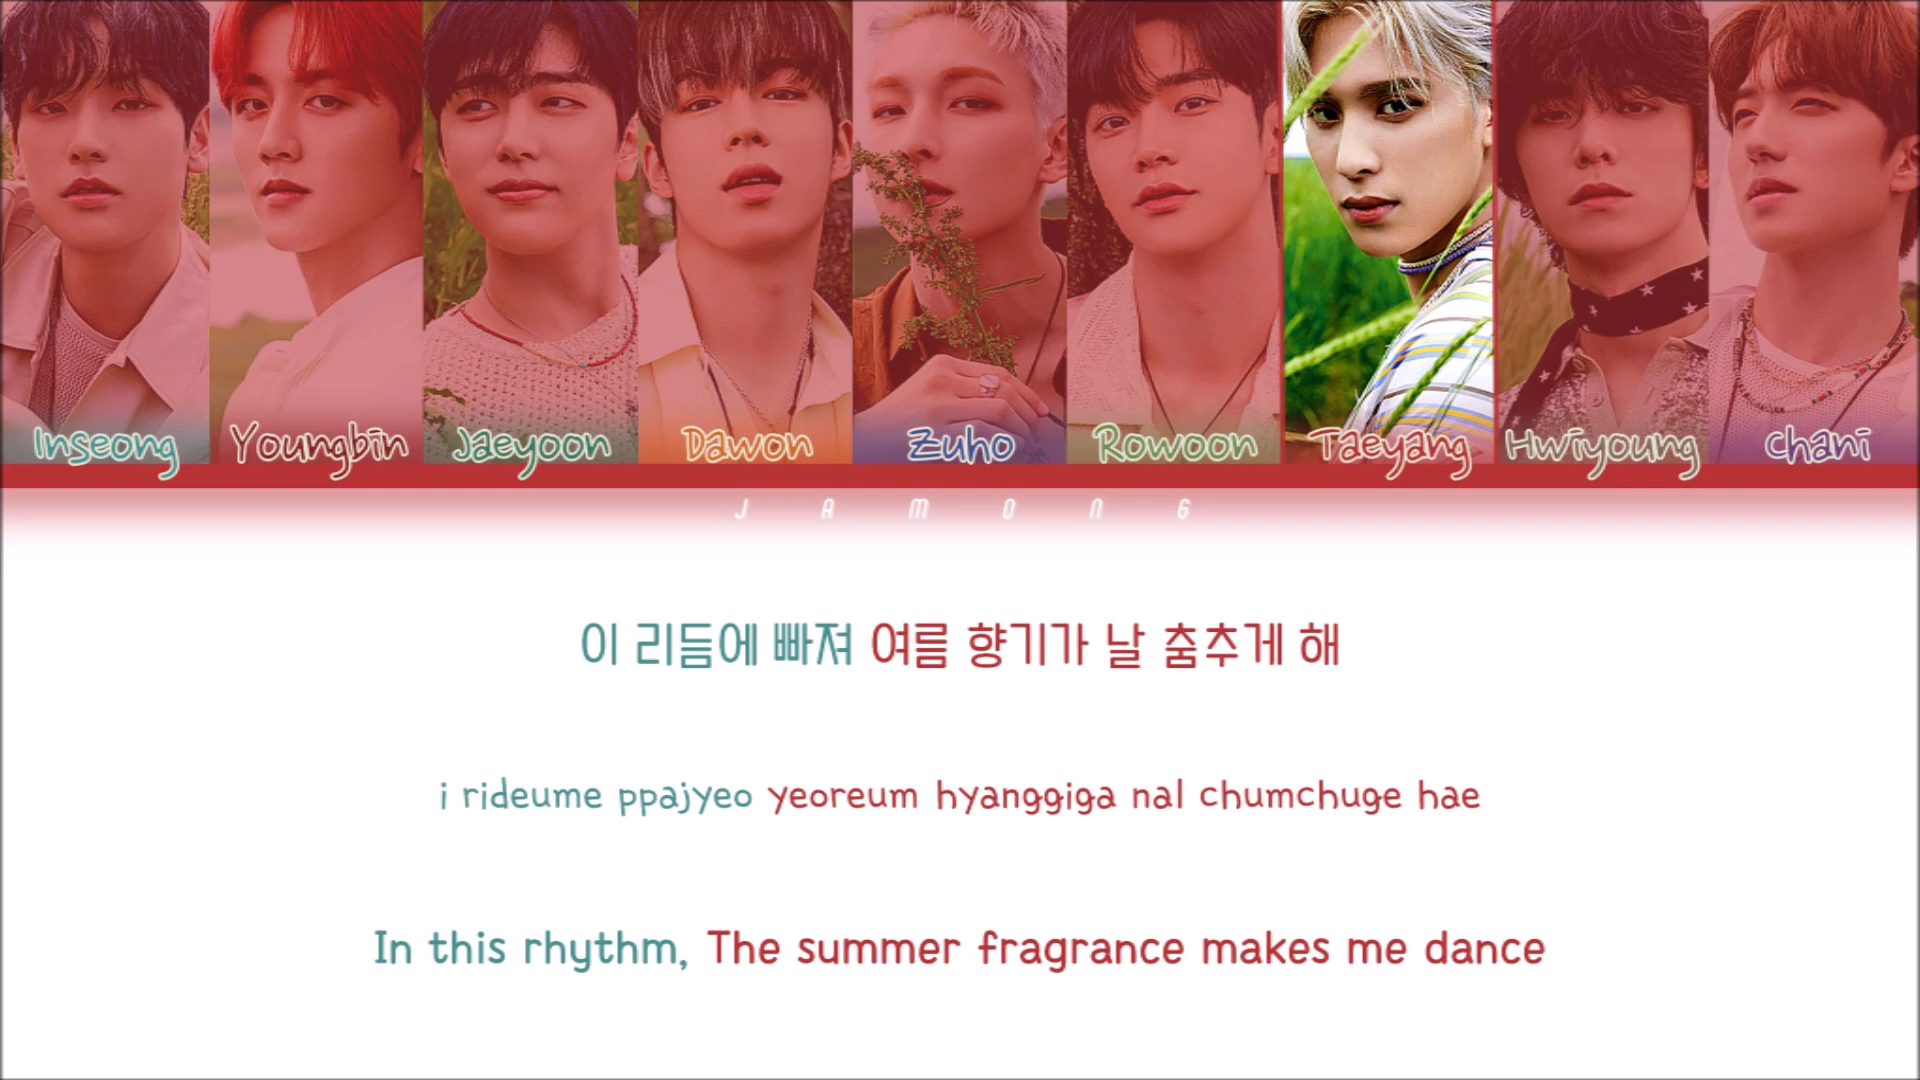 Inseong Youngbin Jaeyoon Dawon Zuho Rowoon Taeyang Hwiyoung Chani
JAMONG
이 리듬에 빠져 여름 향기가 날 춤추게 해
i rideume ppajyeo yeoreum hyanggiga nal chumchuge hae
In this rhythm, The summer fragrance makes me dance